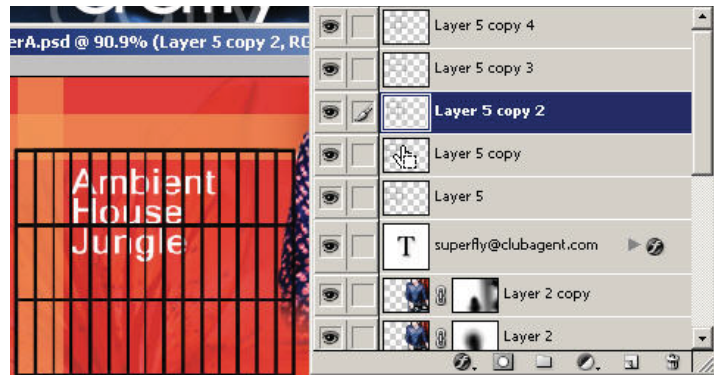 erA.psd @ 90.9% (Layer 5 copy 2, RG
Ambient
House
Jungle
Layer 5 copy 4
Layer 5 copy 3
Layer 5 copy 2
Layer 5 copy
Layer 5
T superfly@clubagent.com
Layer 2 copy
Layer 2